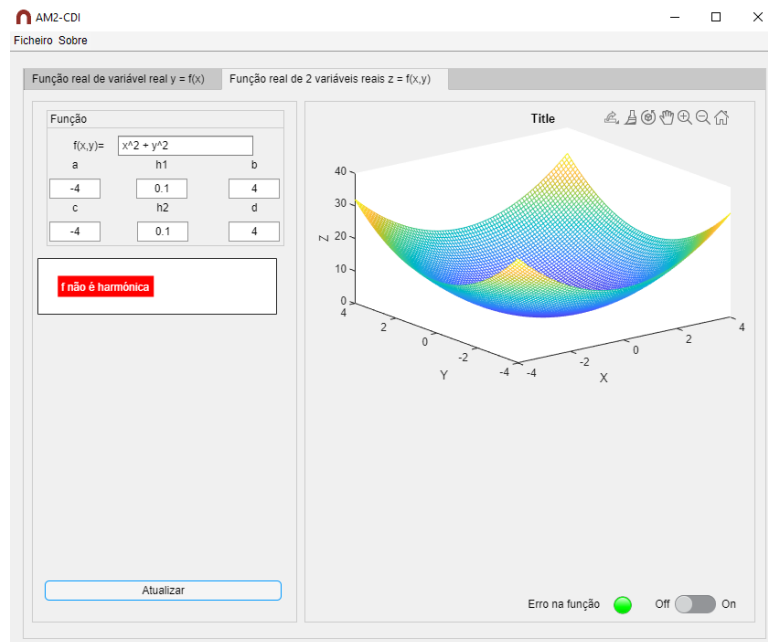 AM2-CDI
Ficheiro Sobre
Função real de variável real y = f(x)
Função real de 2 variáveis reais z = f(x,y)
Função
f(x,y)= x^2 + y^2
a h1 b
-4 0.1 4
c h2 d
-4 0.1 4
f não é harmónica
Atualizar
Title
40
30
20
10
0
Z
4 2 0 -2 -4
Y
-4 -2 0 2 4
X
Erro na função Off On